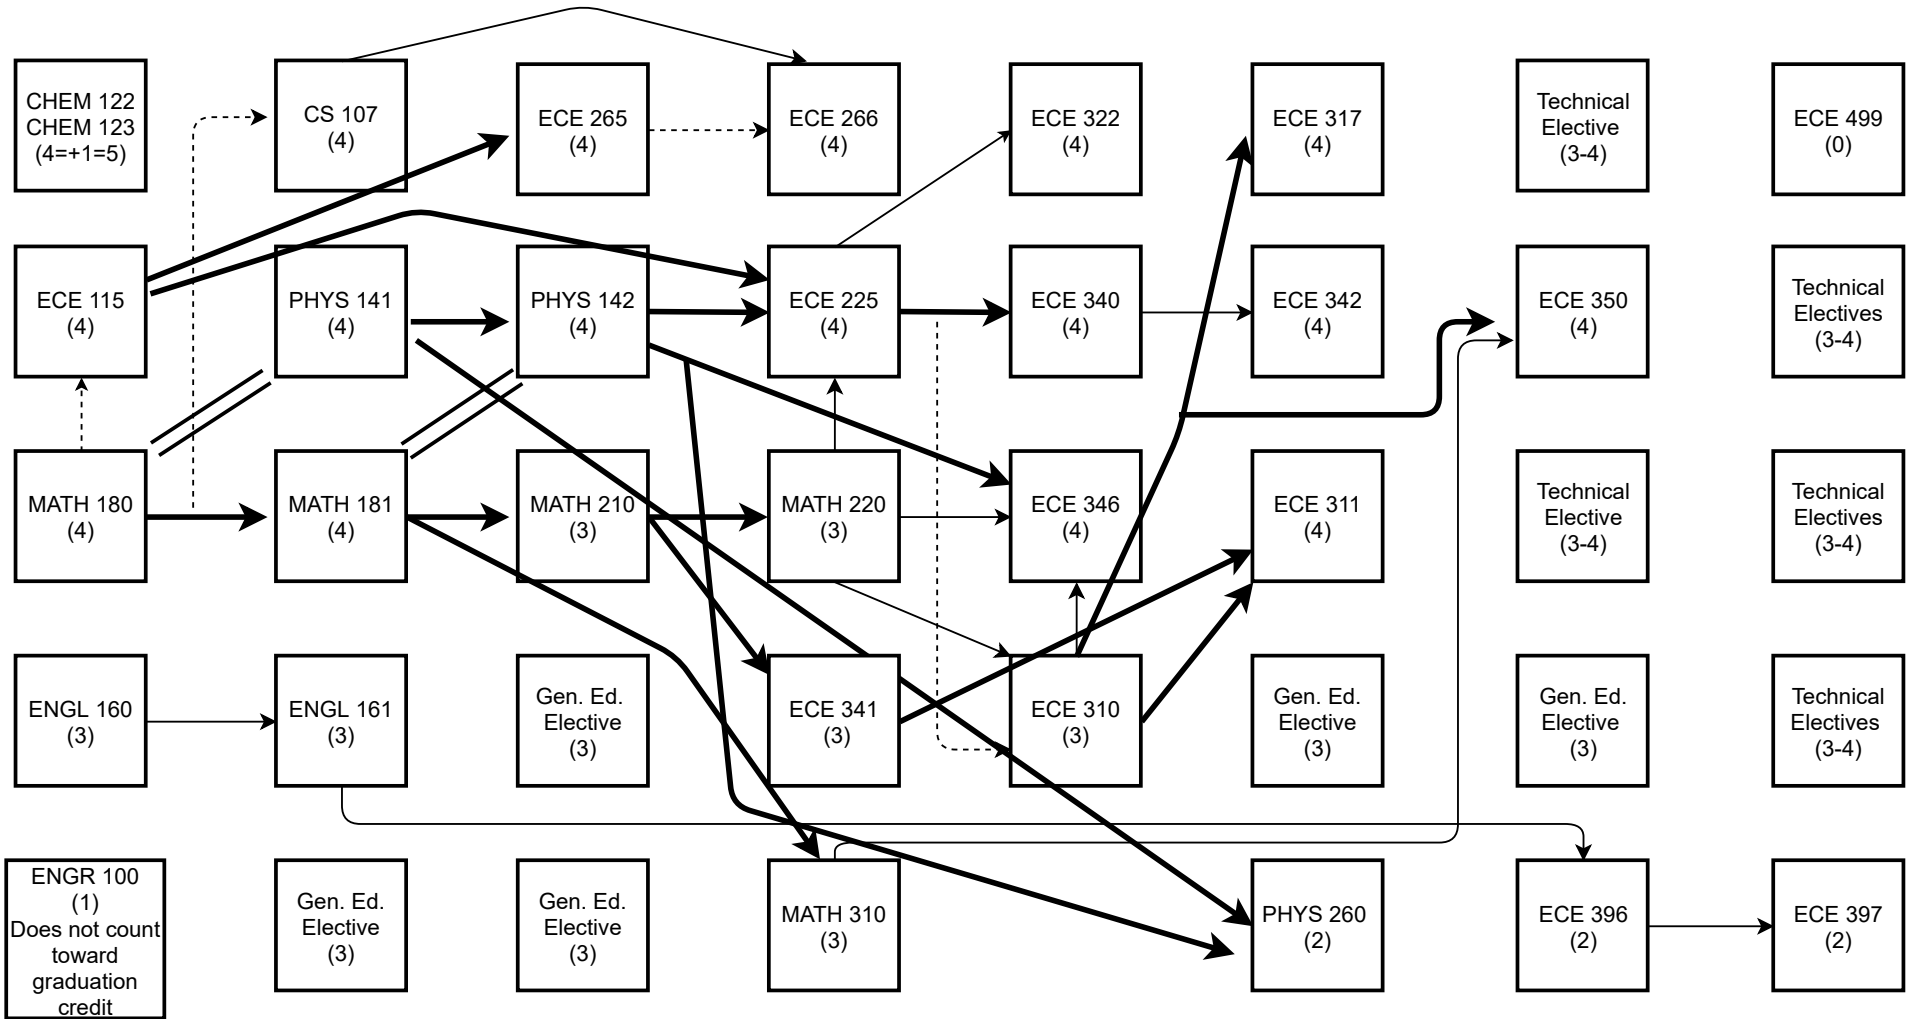 CHEM 122
CHEM 123
(4=+1=5)
CS 107
(4)
ECE 265
(4)
ECE 266
(4)
ECE 322
(4)
ECE 317
(4)
Technical
Elective
(3-4)
ECE 499
(0)
ECE 115
(4)
PHYS 141
(4)
PHYS 142
(4)
ECE 225
(4)
ECE 340
(4)
ECE 342
(4)
ECE 350
(4)
Technical
Electives
(3-4)
MATH 180
(4)
MATH 181
(4)
MATH 210
(3)
MATH 220
(3)
ECE 346
(4)
ECE 311
(4)
Technical
Elective
(3-4)
Technical
Electives
(3-4)
ENGL 160
(3)
ENGL 161
(3)
Gen. Ed.
Elective
(3)
ECE 341
(3)
ECE 310
(3)
Gen. Ed.
Elective
(3)
Gen. Ed.
Elective
(3)
Technical
Electives
(3-4)
ENGR 100
(1)
Does not count
toward
graduation
credit
Gen. Ed.
Elective
(3)
Gen. Ed.
Elective
(3)
MATH 310
(3)
PHYS 260
(2)
ECE 396
(2)
ECE 397
(2)